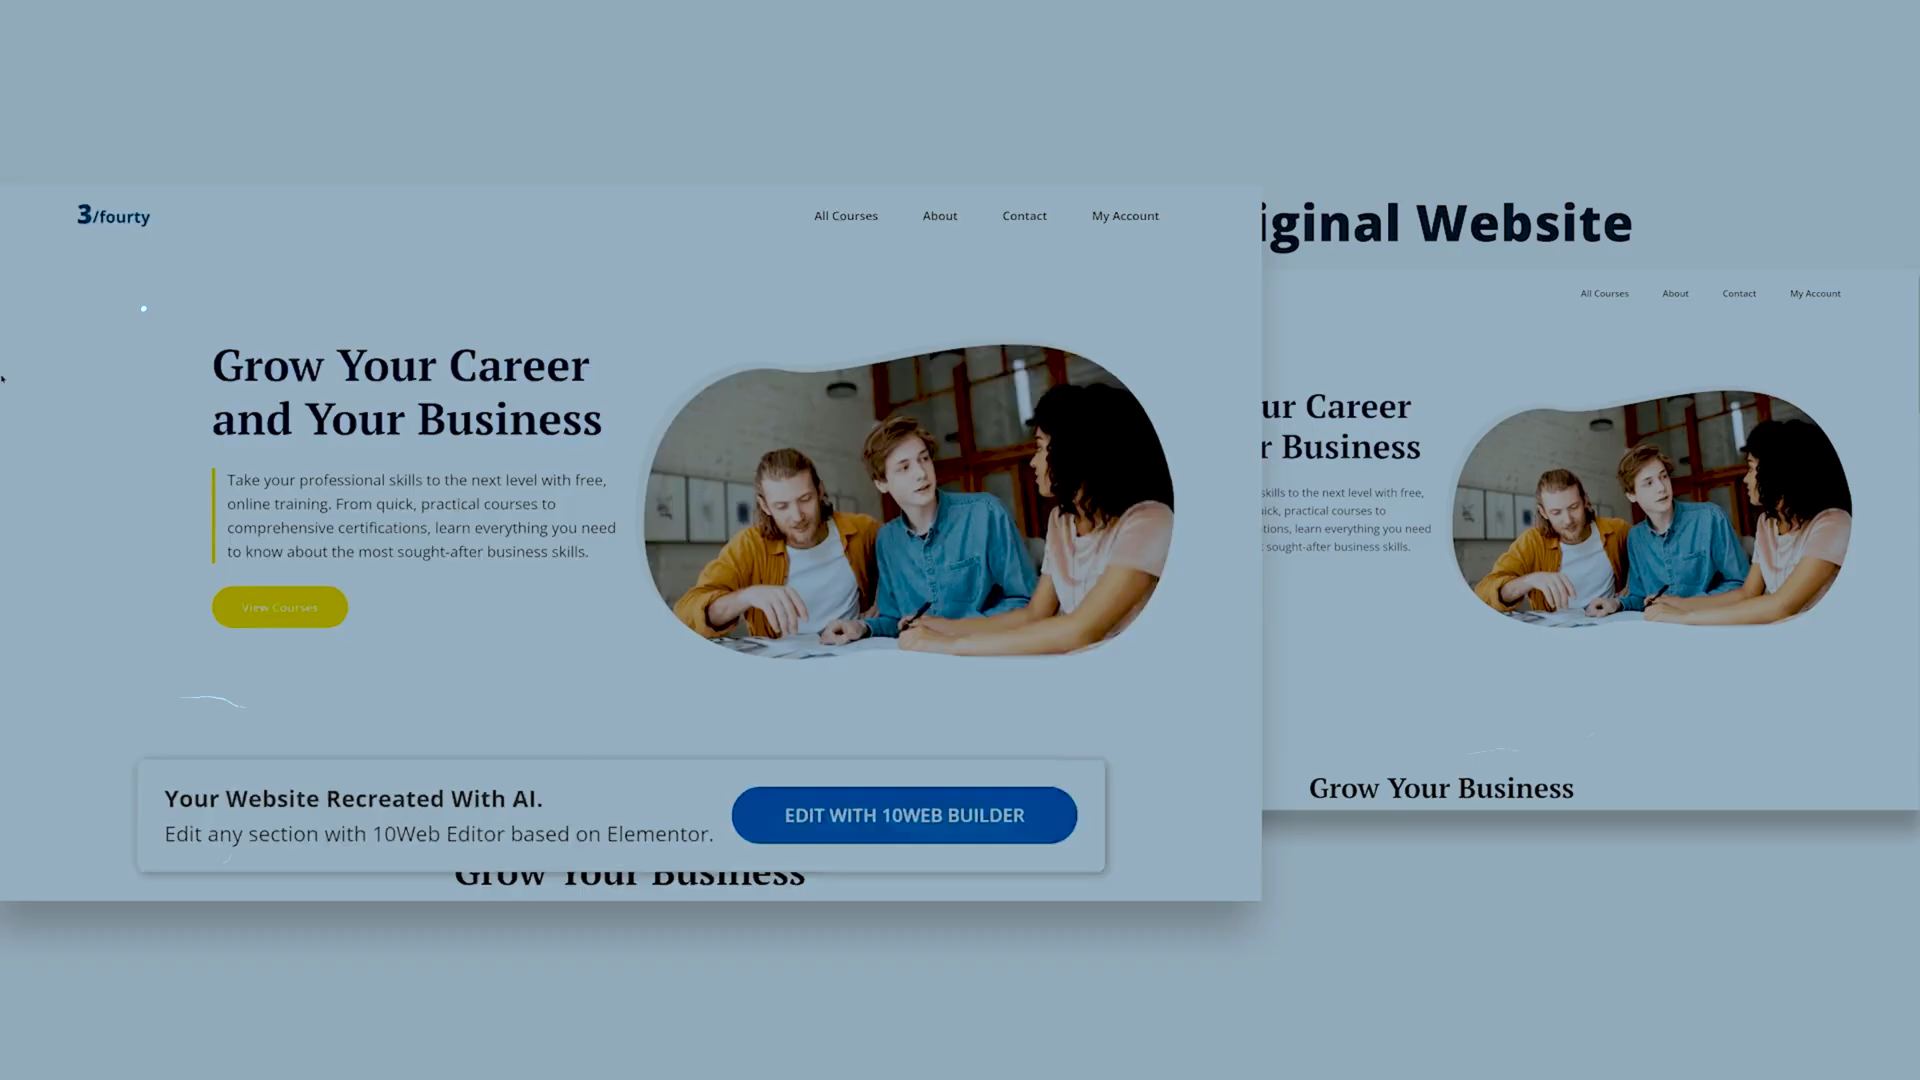 3/fourty
All Courses About Contact My Account
Grow Your Career
and Your Business
Take your professional skills to the next level with free,
online training. From quick, practical courses to
comprehensive certifications, learn everything you need
to know about the most sought-after business skills.
View Courses
Your Website Recreated With AI.
Edit any section with 10Web Editor based on Elementor.
EDIT WITH 10WEB BUILDER
Grow Your Business
iginal Website
All Courses About Contact My Account
ur Career
r Business
skills to the next level with free,
ick, practical courses to
tions, learn everything you need
sought-after business skills.
Grow Your Business